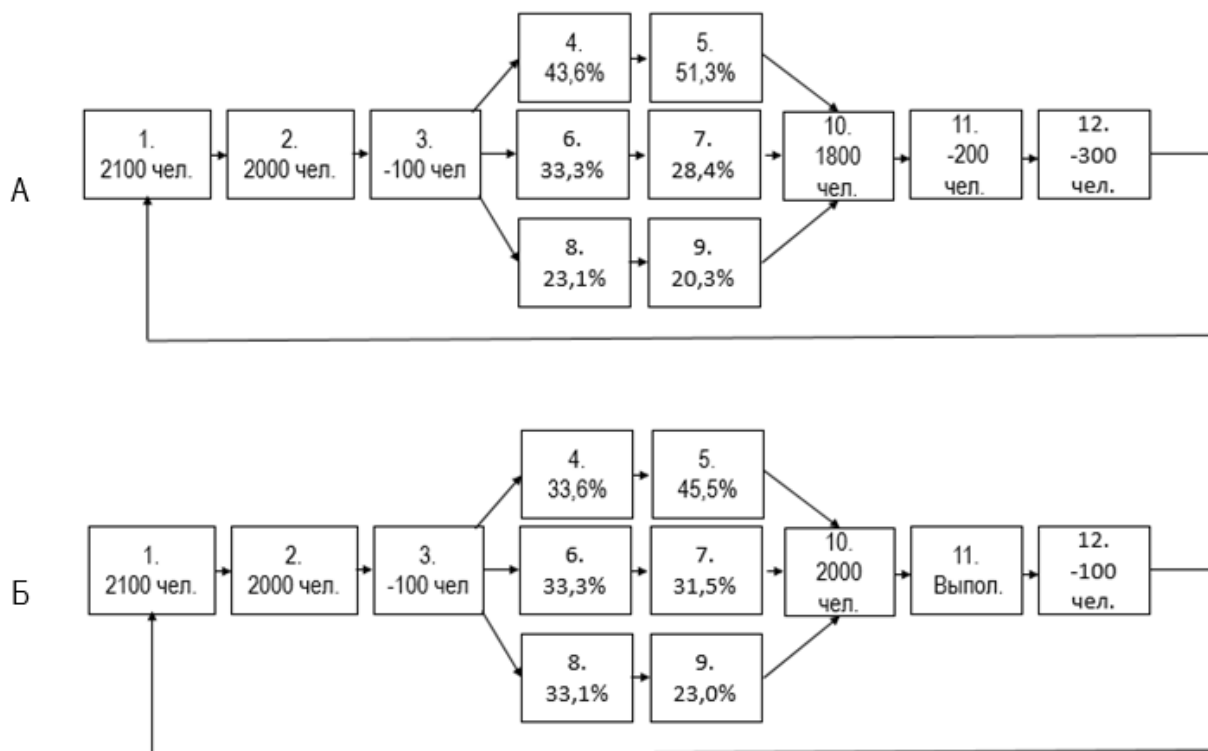 4.
43,6%
5.
51,3%
А
1.
2100 чел.
2.
2000 чел.
3.
-100 чел
6.
33,3%
7.
28,4%
10.
1800
чел.
11.
-200
чел.
12.
-300
чел.
8.
23,1%
9.
20,3%
4.
33,6%
5.
45,5%
Б
1.
2100 чел.
2.
2000 чел.
3.
-100 чел
6.
33,3%
7.
31,5%
10.
2000
чел.
11.
Выпол.
12.
-100
чел.
8.
33,1%
9.
23,0%